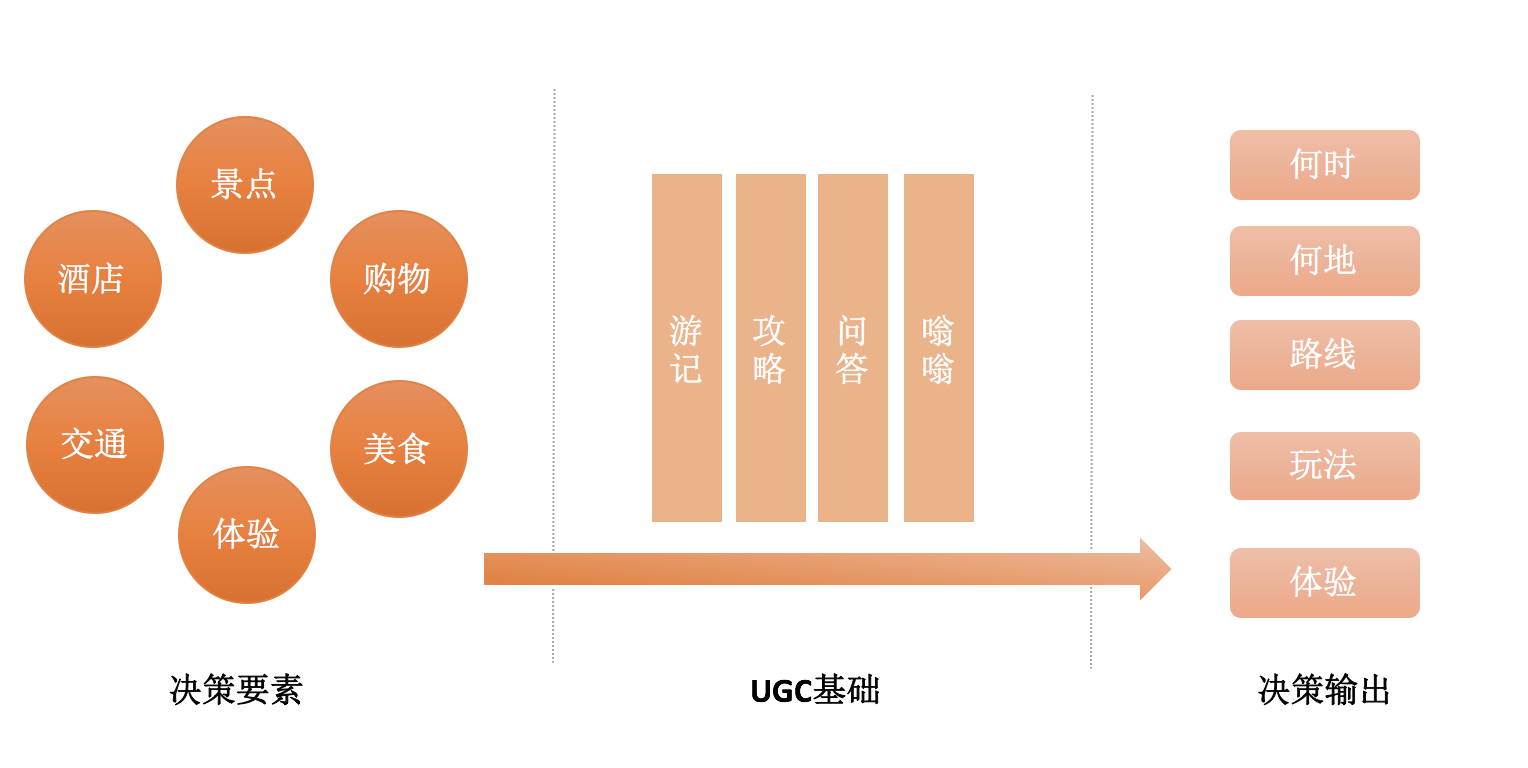 景点
酒店
购物
交通
美食
体验
决策要素
游记
攻略
问答
嗡嗡
UGC基础
何时
何地
路线
玩法
体验
决策输出